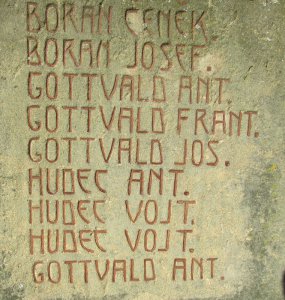 BORAN ČENEK.
BORAN JOSEF.
GOTTVALD ANT.
GOTTVALD FRANT.
GOTTVALD JOS.
HUDEC ANT.
HUDEC VOJT.
HUDEC VOJT.
GOTTVALD ANT.